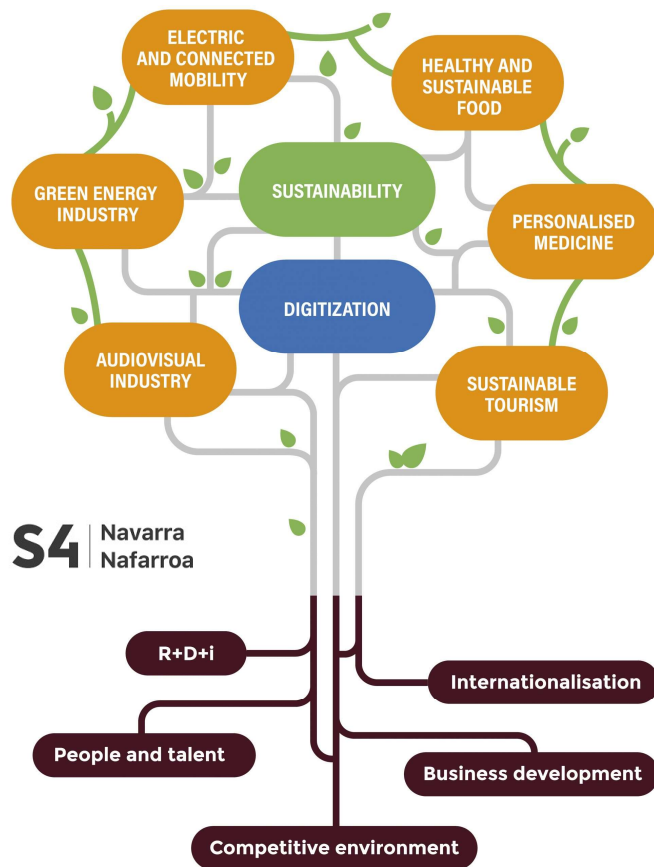 ELECTRIC
AND CONNECTED
MOBILITY
HEALTHY AND
SUSTAINABLE
FOOD
GREEN ENERGY
INDUSTRY
SUSTAINABILITY
PERSONALISED
MEDICINE
DIGITIZATION
AUDIOVISUAL
INDUSTRY
SUSTAINABLE
TOURISM
S4
Navarra
Nafarroa
R+D+i
Internationalisation
People and talent
Business development
Competitive environment